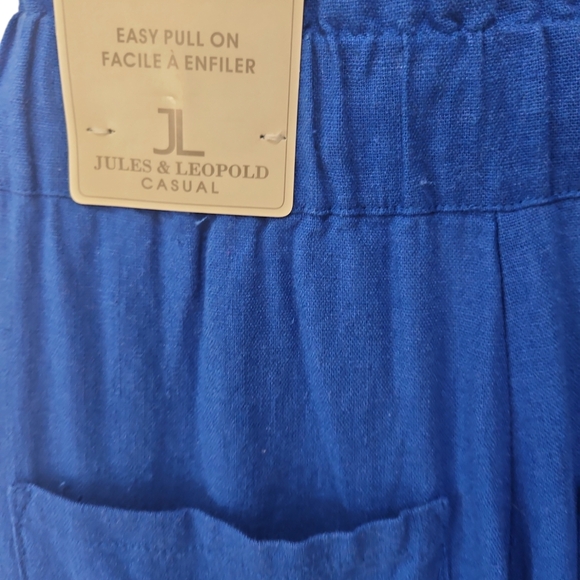 EASY PULL ON
FACILE À ENFILER
JL
JULES & LEOPOLD
CASUAL